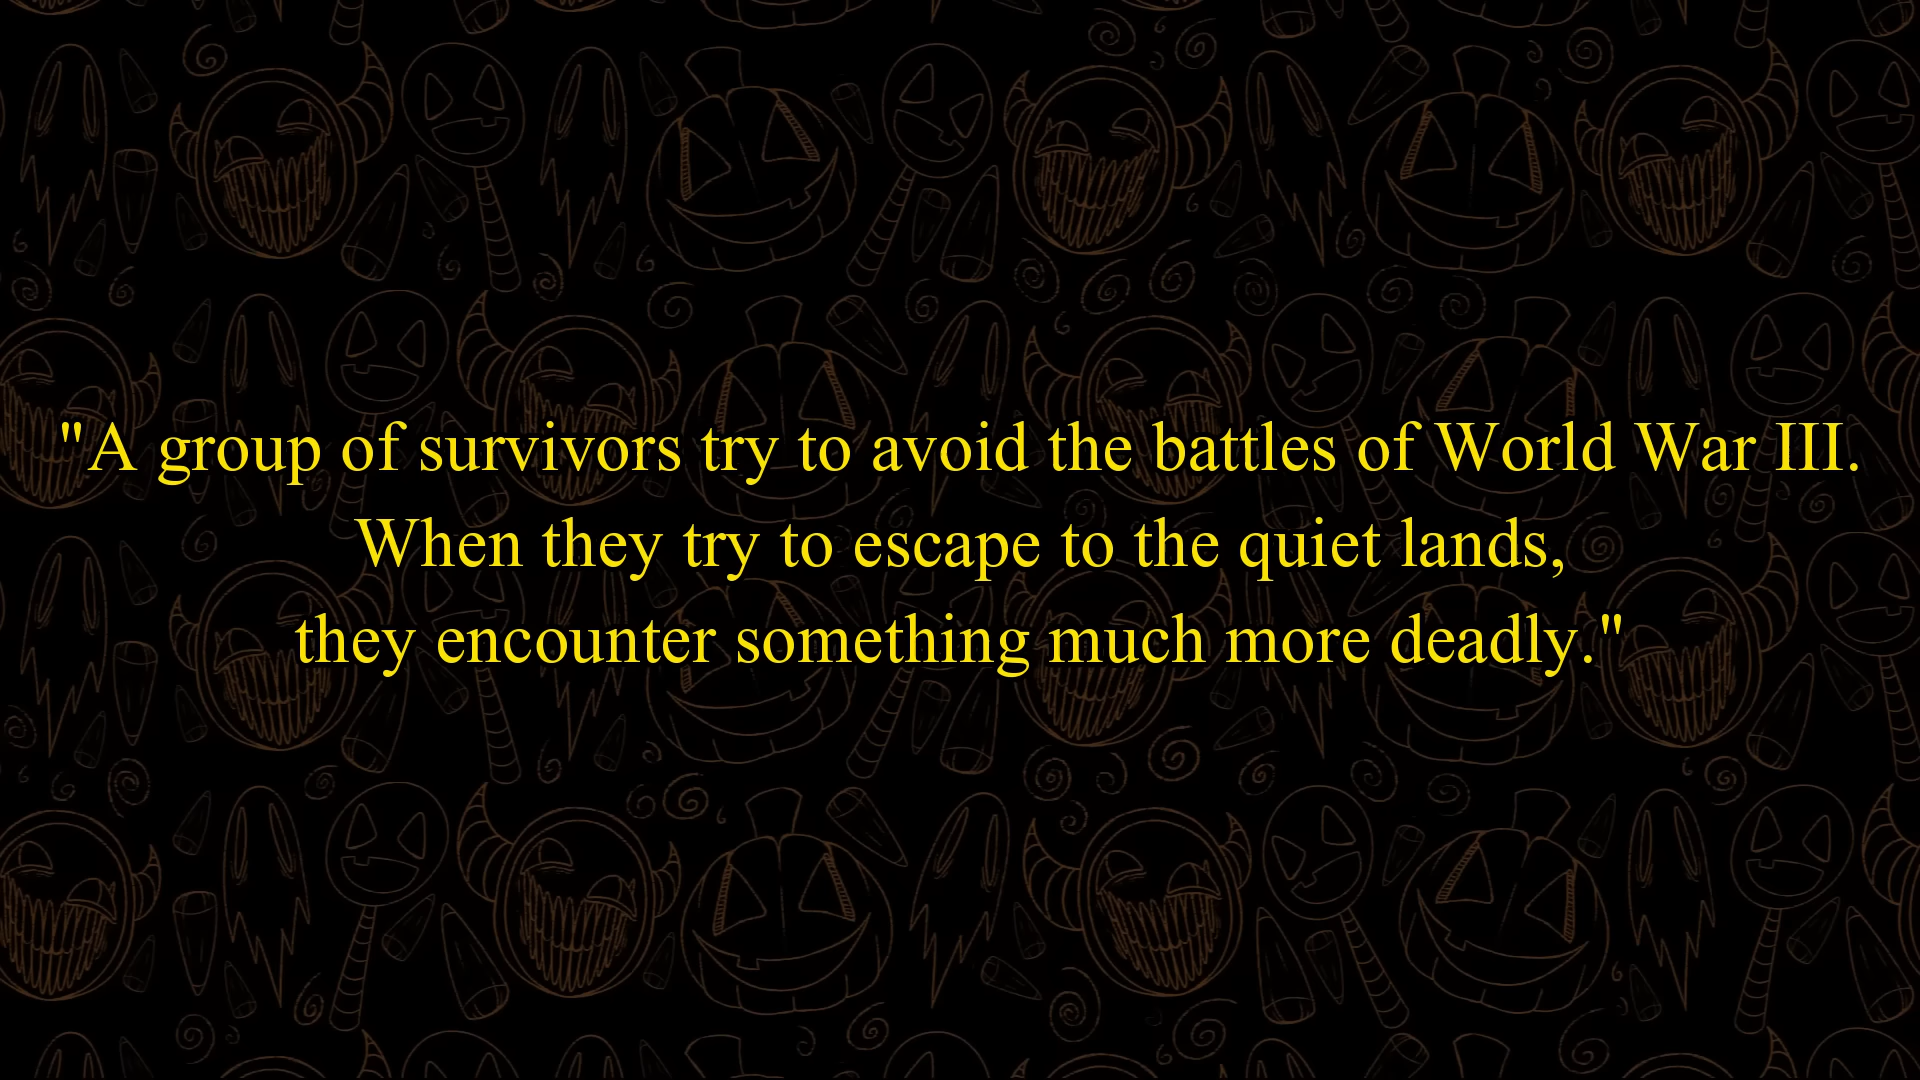 "A group of survivors try to avoid the battles of World War III.
When they try to escape to the quiet lands,
they encounter something much more deadly."